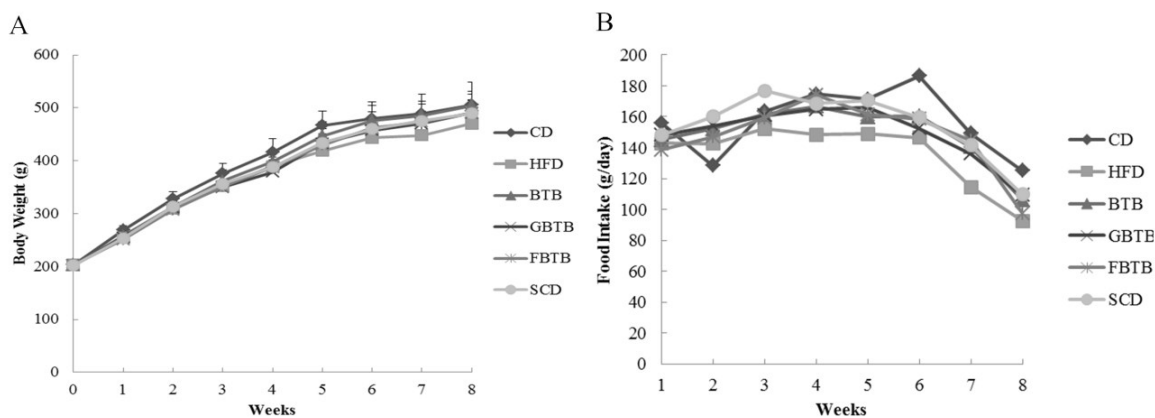 A
600
500
400
300
200
100
0
Body Weight (g)
0 1 2 3 4 5 6 7 8
Weeks
CD
HFD
BTB
GBTB
FBTB
SCD
B
200
180
160
140
120
100
80
60
40
20
0
Food Intake (g/day)
1 2 3 4 5 6 7 8
Weeks
CD
HFD
BTB
GBTB
FBTB
SCD